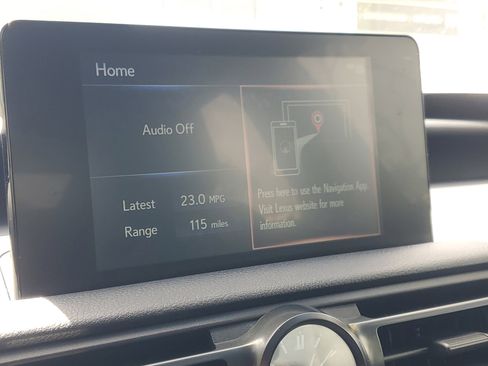 Home
Audio Off
Latest 23.0 MPG
Range 115 miles
Press here to use the Navigation App.
Visit Lexus website for more
information.